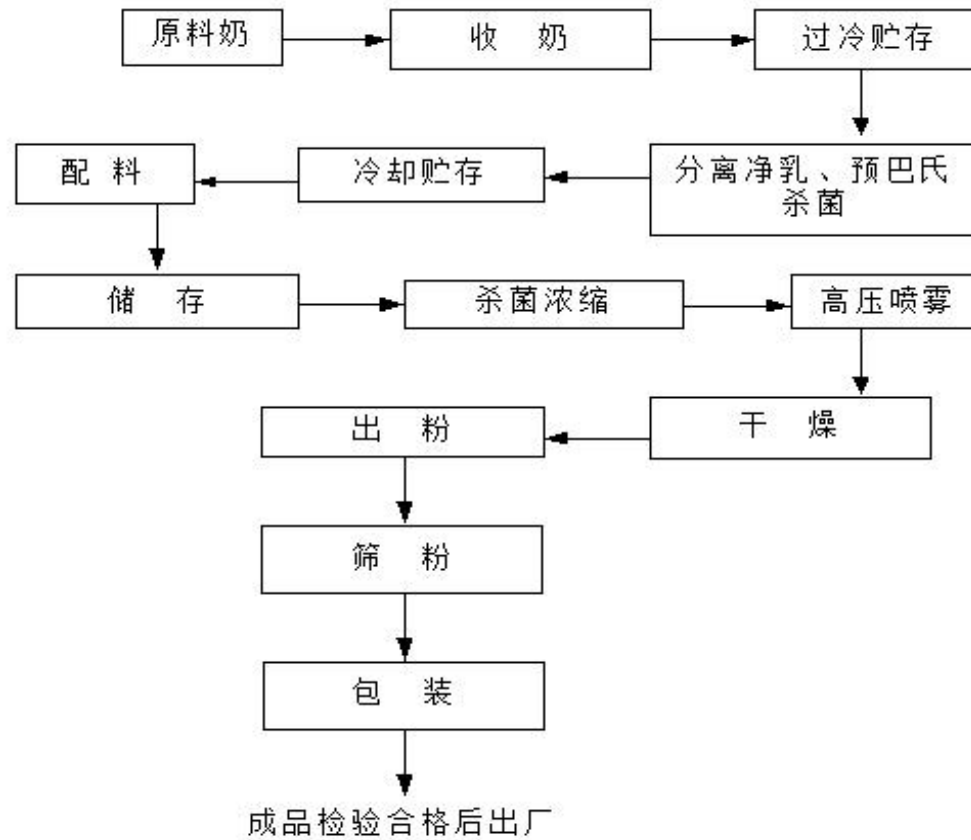 原料奶
收 奶
过冷贮存
分离净乳、预巴氏
杀菌
冷却贮存
配 料
储 存
杀菌浓缩
高压喷雾
干 燥
出 粉
筛 粉
包 装
成品检验合格后出厂